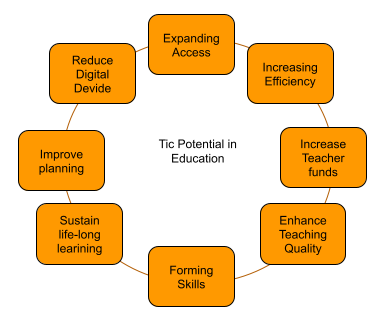 Expanding
Access
Increasing
Efficiency
Increase
Teacher
funds
Enhance
Teaching
Quality
Forming
Skills
Sustain
life-long
learining
Improve
planning
Reduce
Digital
Devide
Tic Potential in
Education